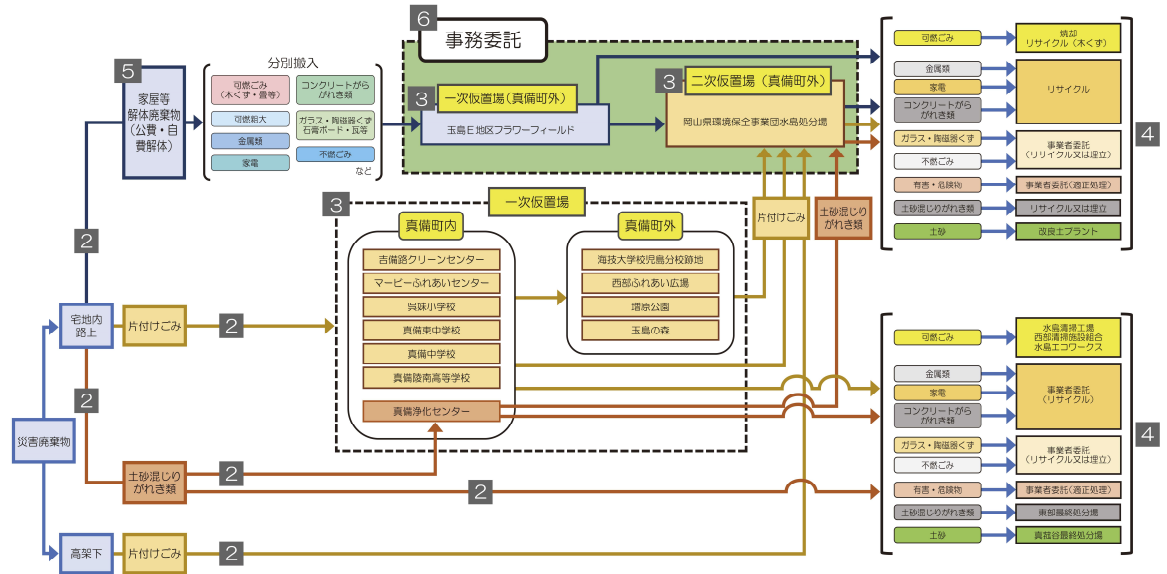 災害廃棄物
宅地内
路上
高架下
2
2
片付けごみ
2
土砂混じり
がれき類
2
2
片付けごみ
2
5
家屋等
解体廃棄物
(公費・自
費解体)
分別搬入
可燃ごみ
(木くず・畳等)
可燃粗大
金属類
家電
コンクリートがら
がれき類
ガラス・陶磁器くず
石膏ボード・瓦等
不燃ごみ
など
6
事務委託
3
一次仮置場(真備町外)
玉島E地区フラワーフィールド
3
二次仮置場(真備町外)
岡山県環境保全事業団水島処分場
3
一次仮置場
真備町内
吉備路クリーンセンター
マービーふれあいセンター
呉妹小学校
真備東中学校
真備中学校
真備陵南高等学校
真備浄化センター
真備町外
海技大学校児島分校跡地
西部ふれあい広場
増原公園
玉島の森
片付けごみ
土砂混じり
がれき類
可燃ごみ
焼却
リサイクル(木くず)
金属類
家電
コンクリートがら
がれき類
リサイクル
ガラス・陶磁器くず
不燃ごみ
事業者委託
(リサイクル又は埋立)
有害・危険物
事業者委託(適正処理)
土砂混じりがれき類
リサイクル又は埋立
土砂
改良土プラント
4
可燃ごみ
水島清掃工場
西部清掃施設組合
水島エコワークス
金属類
家電
コンクリートがら
がれき類
事業者委託
(リサイクル)
ガラス・陶磁器くず
不燃ごみ
事業者委託
(リサイクル又は埋立)
有害・危険物
事業者委託(適正処理)
土砂混じりがれき類
東部最終処分場
土砂
真菰谷最終処分場
4